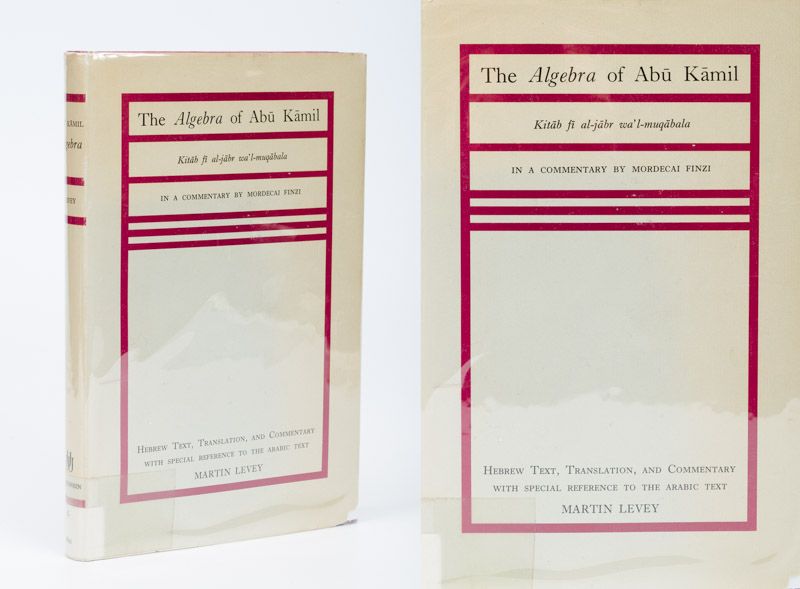 KĀMIL
The Algebra of Abū Kāmil
Kitāb fī al-jābr wa'l-muqābala
IN A COMMENTARY BY MORDECAI FINZI
HEBREW TEXT, TRANSLATION, AND COMMENTARY
WITH SPECIAL REFERENCE TO THE ARABIC TEXT
MARTIN LEVEY
The Algebra of Abū Kāmil
Kitāb fī al-jābr wa'l-muqābala
IN A COMMENTARY BY MORDECAI FINZI
HEBREW TEXT, TRANSLATION, AND COMMENTARY
WITH SPECIAL REFERENCE TO THE ARABIC TEXT
MARTIN LEVEY